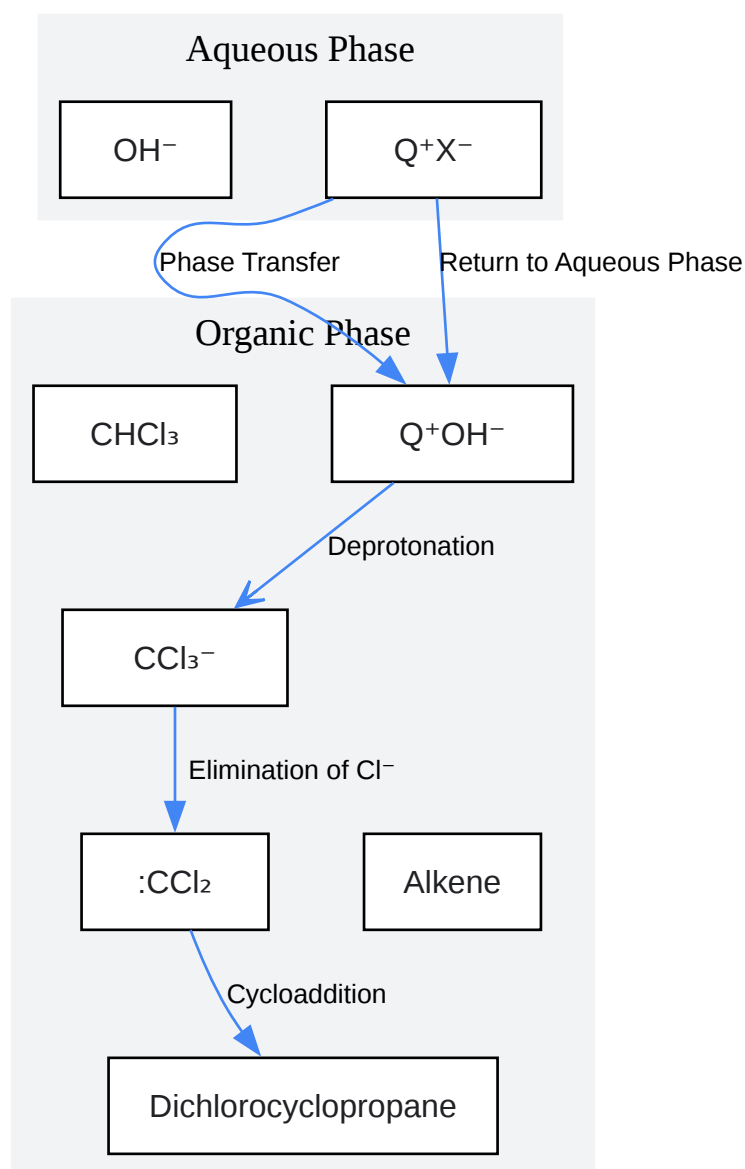 Aqueous Phase
OH⁻
Q⁺X⁻
Phase Transfer
Return to Aqueous Phase
Organic Phase
CHCl₃
Q⁺OH⁻
Deprotonation
CCl₃⁻
Elimination of Cl⁻
:CCl₂
Alkene
Cycloaddition
Dichlorocyclopropane